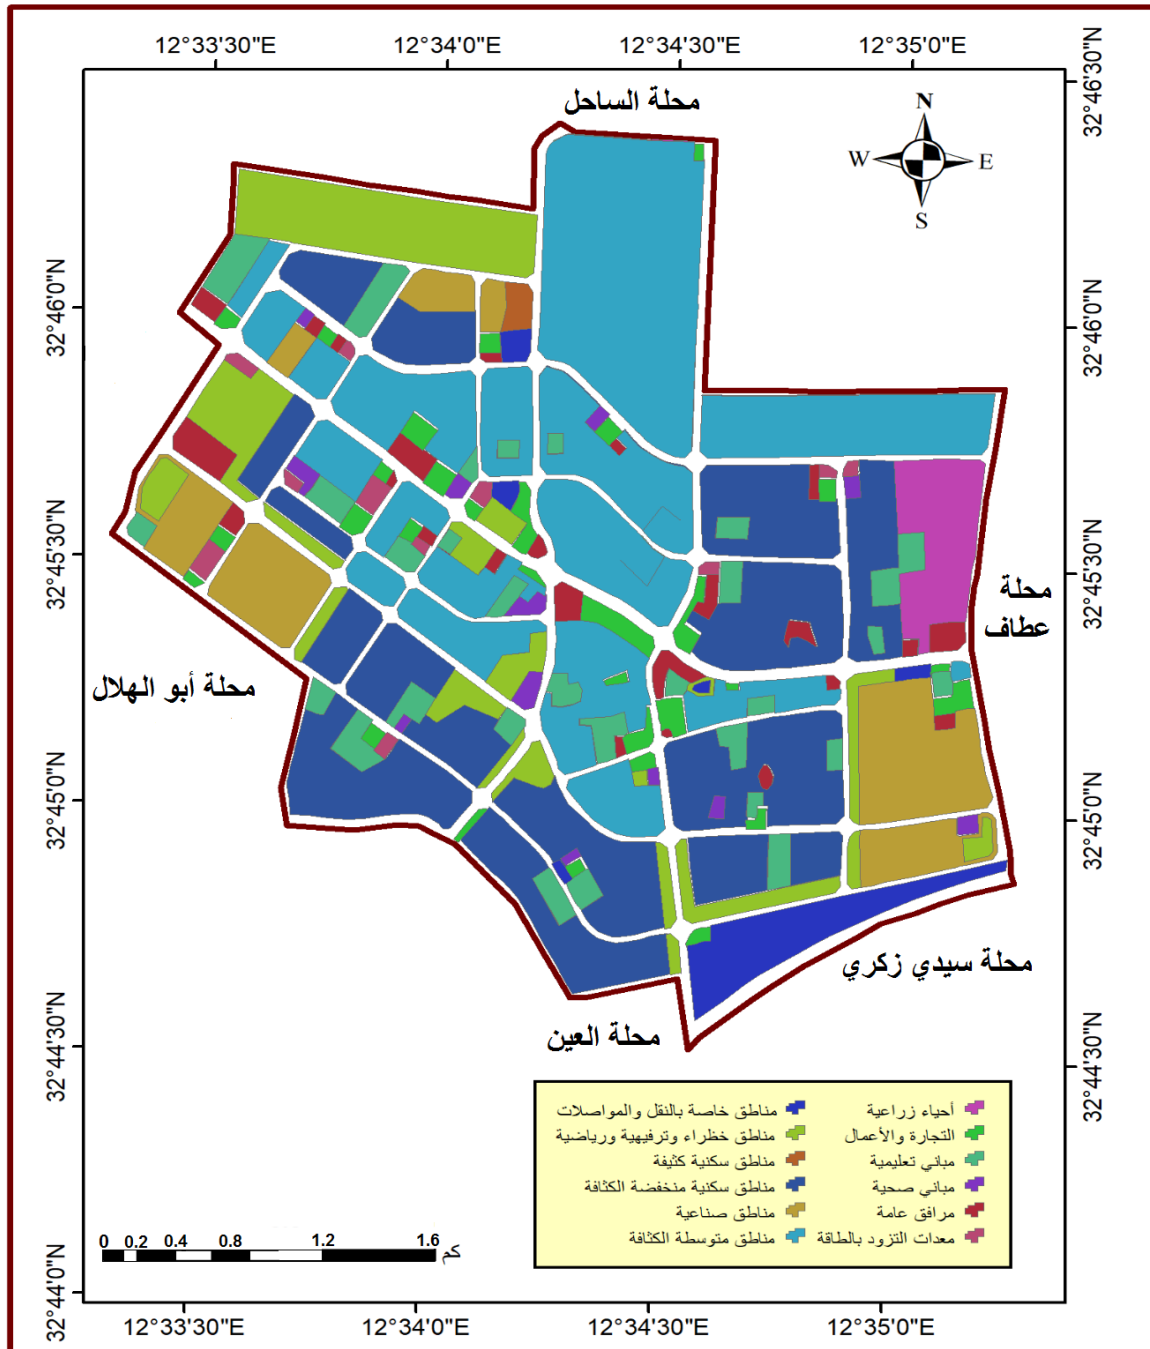 12°33'30"E 12°34'0"E 12°34'30"E 12°35'0"E
32°46'30"N
32°46'0"N
32°45'30"N
32°45'0"N
32°44'30"N
32°44'0"N
32°46'30"N
32°46'0"N
32°45'30"N
32°45'0"N
32°44'30"N
N
W E
S
محلة الساحل
محلة
عطاف
محلة أبو الهلال
محلة سيدي زكري
محلة العين
أحياء زراعية
التجارة والأعمال
مباني تعليمية
مباني صحية
مرافق عامة
معدات التزود بالطاقة
مناطق خاصة بالنقل والمواصلات
مناطق خظراء وترفيهية ورياضية
مناطق سكنية كثيفة
مناطق سكنية منخفضة الكثافة
مناطق صناعية
مناطق متوسطة الكثافة
0 0.2 0.4 0.8 1.2 1.6
كم
12°33'30"E 12°34'0"E 12°34'30"E 12°35'0"E